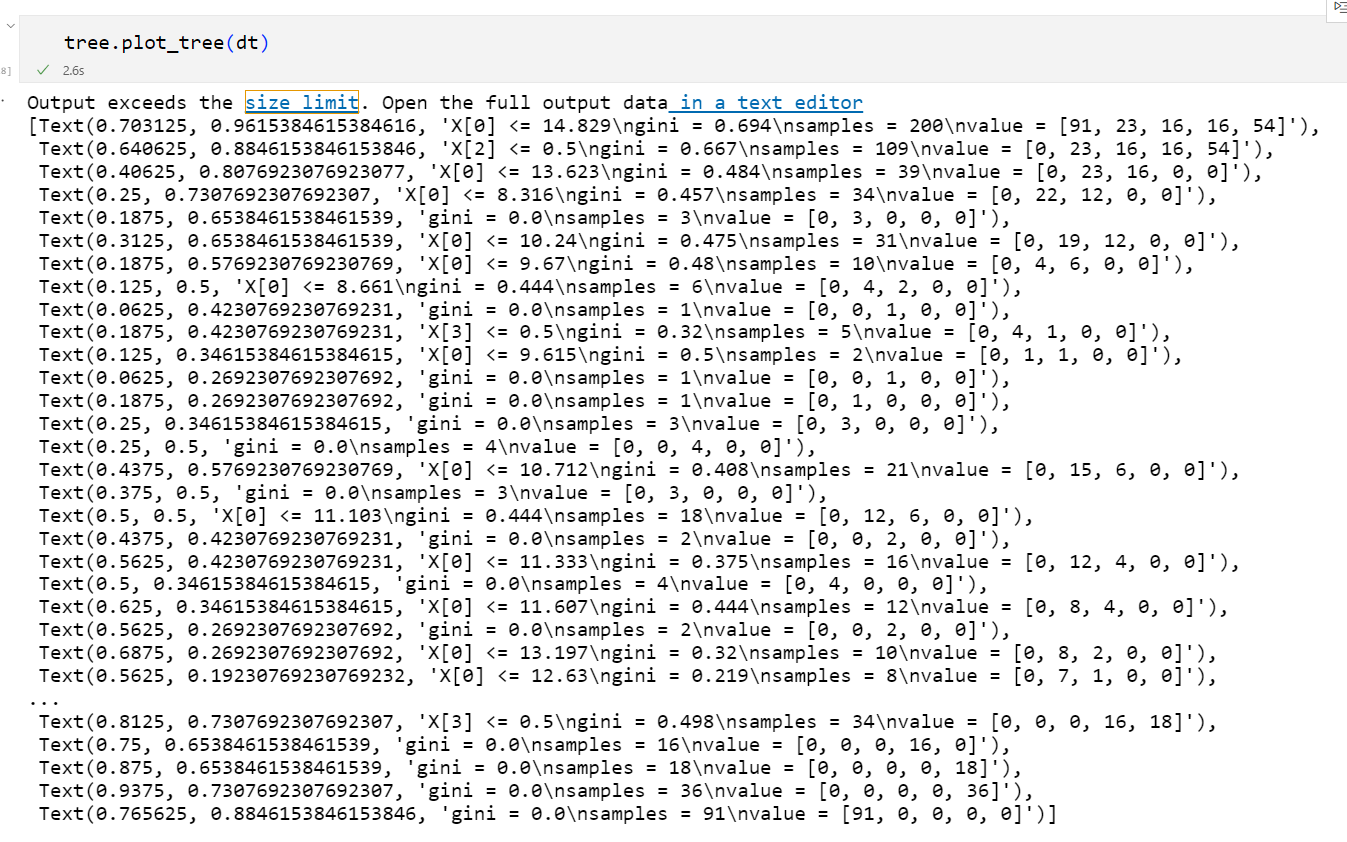 tree.plot_tree(dt)
8]
2.6s
Output exceeds the size limit. Open the full output data in a text editor
[Text(0.703125, 0.9615384615384616, 'X[0] <= 14.829\ngini = 0.694\nsamples = 200\nvalue = [91, 23, 16, 16, 54]'),
Text(0.640625, 0.8846153846153846, 'X[2] <= 0.5\ngini = 0.667\nsamples = 109\nvalue = [0, 23, 16, 16, 54]'),
Text(0.40625, 0.8076923076923077, 'X[0] <= 13.623\ngini = 0.484\nsamples = 39\nvalue = [0, 23, 16, 0, 0]'),
Text(0.25, 0.7307692307692307, 'X[0] <= 8.316\ngini = 0.457\nsamples = 34\nvalue = [0, 22, 12, 0, 0]'),
Text(0.1875, 0.6538461538461539, 'gini = 0.0\nsamples = 3\nvalue = [0, 3, 0, 0, 0]'),
Text(0.3125, 0.6538461538461539, 'X[0] <= 10.24\ngini = 0.475\nsamples = 31\nvalue = [0, 19, 12, 0, 0]'),
Text(0.1875, 0.5769230769230769, 'X[0] <= 9.67\ngini = 0.48\nsamples = 10\nvalue = [0, 4, 6, 0, 0]'),
Text(0.125, 0.5, 'X[0] <= 8.661\ngini = 0.444\nsamples = 6\nvalue = [0, 4, 2, 0, 0]'),
Text(0.0625, 0.4230769230769231, 'gini = 0.0\nsamples = 1\nvalue = [0, 0, 1, 0, 0]'),
Text(0.1875, 0.4230769230769231, 'X[3] <= 0.5\ngini = 0.32\nsamples = 5\nvalue = [0, 4, 1, 0, 0]'),
Text(0.125, 0.34615384615384615, 'X[0] <= 9.615\ngini = 0.5\nsamples = 2\nvalue = [0, 1, 1, 0, 0]'),
Text(0.0625, 0.2692307692307692, 'gini = 0.0\nsamples = 1\nvalue = [0, 0, 1, 0, 0]'),
Text(0.1875, 0.2692307692307692, 'gini = 0.0\nsamples = 1\nvalue = [0, 1, 0, 0, 0]'),
Text(0.25, 0.34615384615384615, 'gini = 0.0\nsamples = 3\nvalue = [0, 3, 0, 0, 0]'),
Text(0.25, 0.5, 'gini = 0.0\nsamples = 4\nvalue = [0, 0, 4, 0, 0]'),
Text(0.4375, 0.5769230769230769, 'X[0] <= 10.712\ngini = 0.408\nsamples = 21\nvalue = [0, 15, 6, 0, 0]'),
Text(0.375, 0.5, 'gini = 0.0\nsamples = 3\nvalue = [0, 3, 0, 0, 0]'),
Text(0.5, 0.5, 'X[0] <= 11.103\ngini = 0.444\nsamples = 18\nvalue = [0, 12, 6, 0, 0]'),
Text(0.4375, 0.4230769230769231, 'gini = 0.0\nsamples = 2\nvalue = [0, 0, 2, 0, 0]'),
Text(0.5625, 0.4230769230769231, 'X[0] <= 11.333\ngini = 0.375\nsamples = 16\nvalue = [0, 12, 4, 0, 0]'),
Text(0.5, 0.34615384615384615, 'gini = 0.0\nsamples = 4\nvalue = [0, 4, 0, 0, 0]'),
Text(0.625, 0.34615384615384615, 'X[0] <= 11.607\ngini = 0.444\nsamples = 12\nvalue = [0, 8, 4, 0, 0]'),
Text(0.5625, 0.2692307692307692, 'gini = 0.0\nsamples = 2\nvalue = [0, 0, 2, 0, 0]'),
Text(0.6875, 0.2692307692307692, 'X[0] <= 13.197\ngini = 0.32\nsamples = 10\nvalue = [0, 8, 2, 0, 0]'),
Text(0.5625, 0.19230769230769232, 'X[0] <= 12.63\ngini = 0.219\nsamples = 8\nvalue = [0, 7, 1, 0, 0]'),
...
Text(0.8125, 0.7307692307692307, 'X[3] <= 0.5\ngini = 0.498\nsamples = 34\nvalue = [0, 0, 0, 16, 18]'),
Text(0.75, 0.6538461538461539, 'gini = 0.0\nsamples = 16\nvalue = [0, 0, 0, 16, 0]'),
Text(0.875, 0.6538461538461539, 'gini = 0.0\nsamples = 18\nvalue = [0, 0, 0, 0, 18]'),
Text(0.9375, 0.7307692307692307, 'gini = 0.0\nsamples = 36\nvalue = [0, 0, 0, 0, 36]'),
Text(0.765625, 0.8846153846153846, 'gini = 0.0\nsamples = 91\nvalue = [91, 0, 0, 0, 0]')]